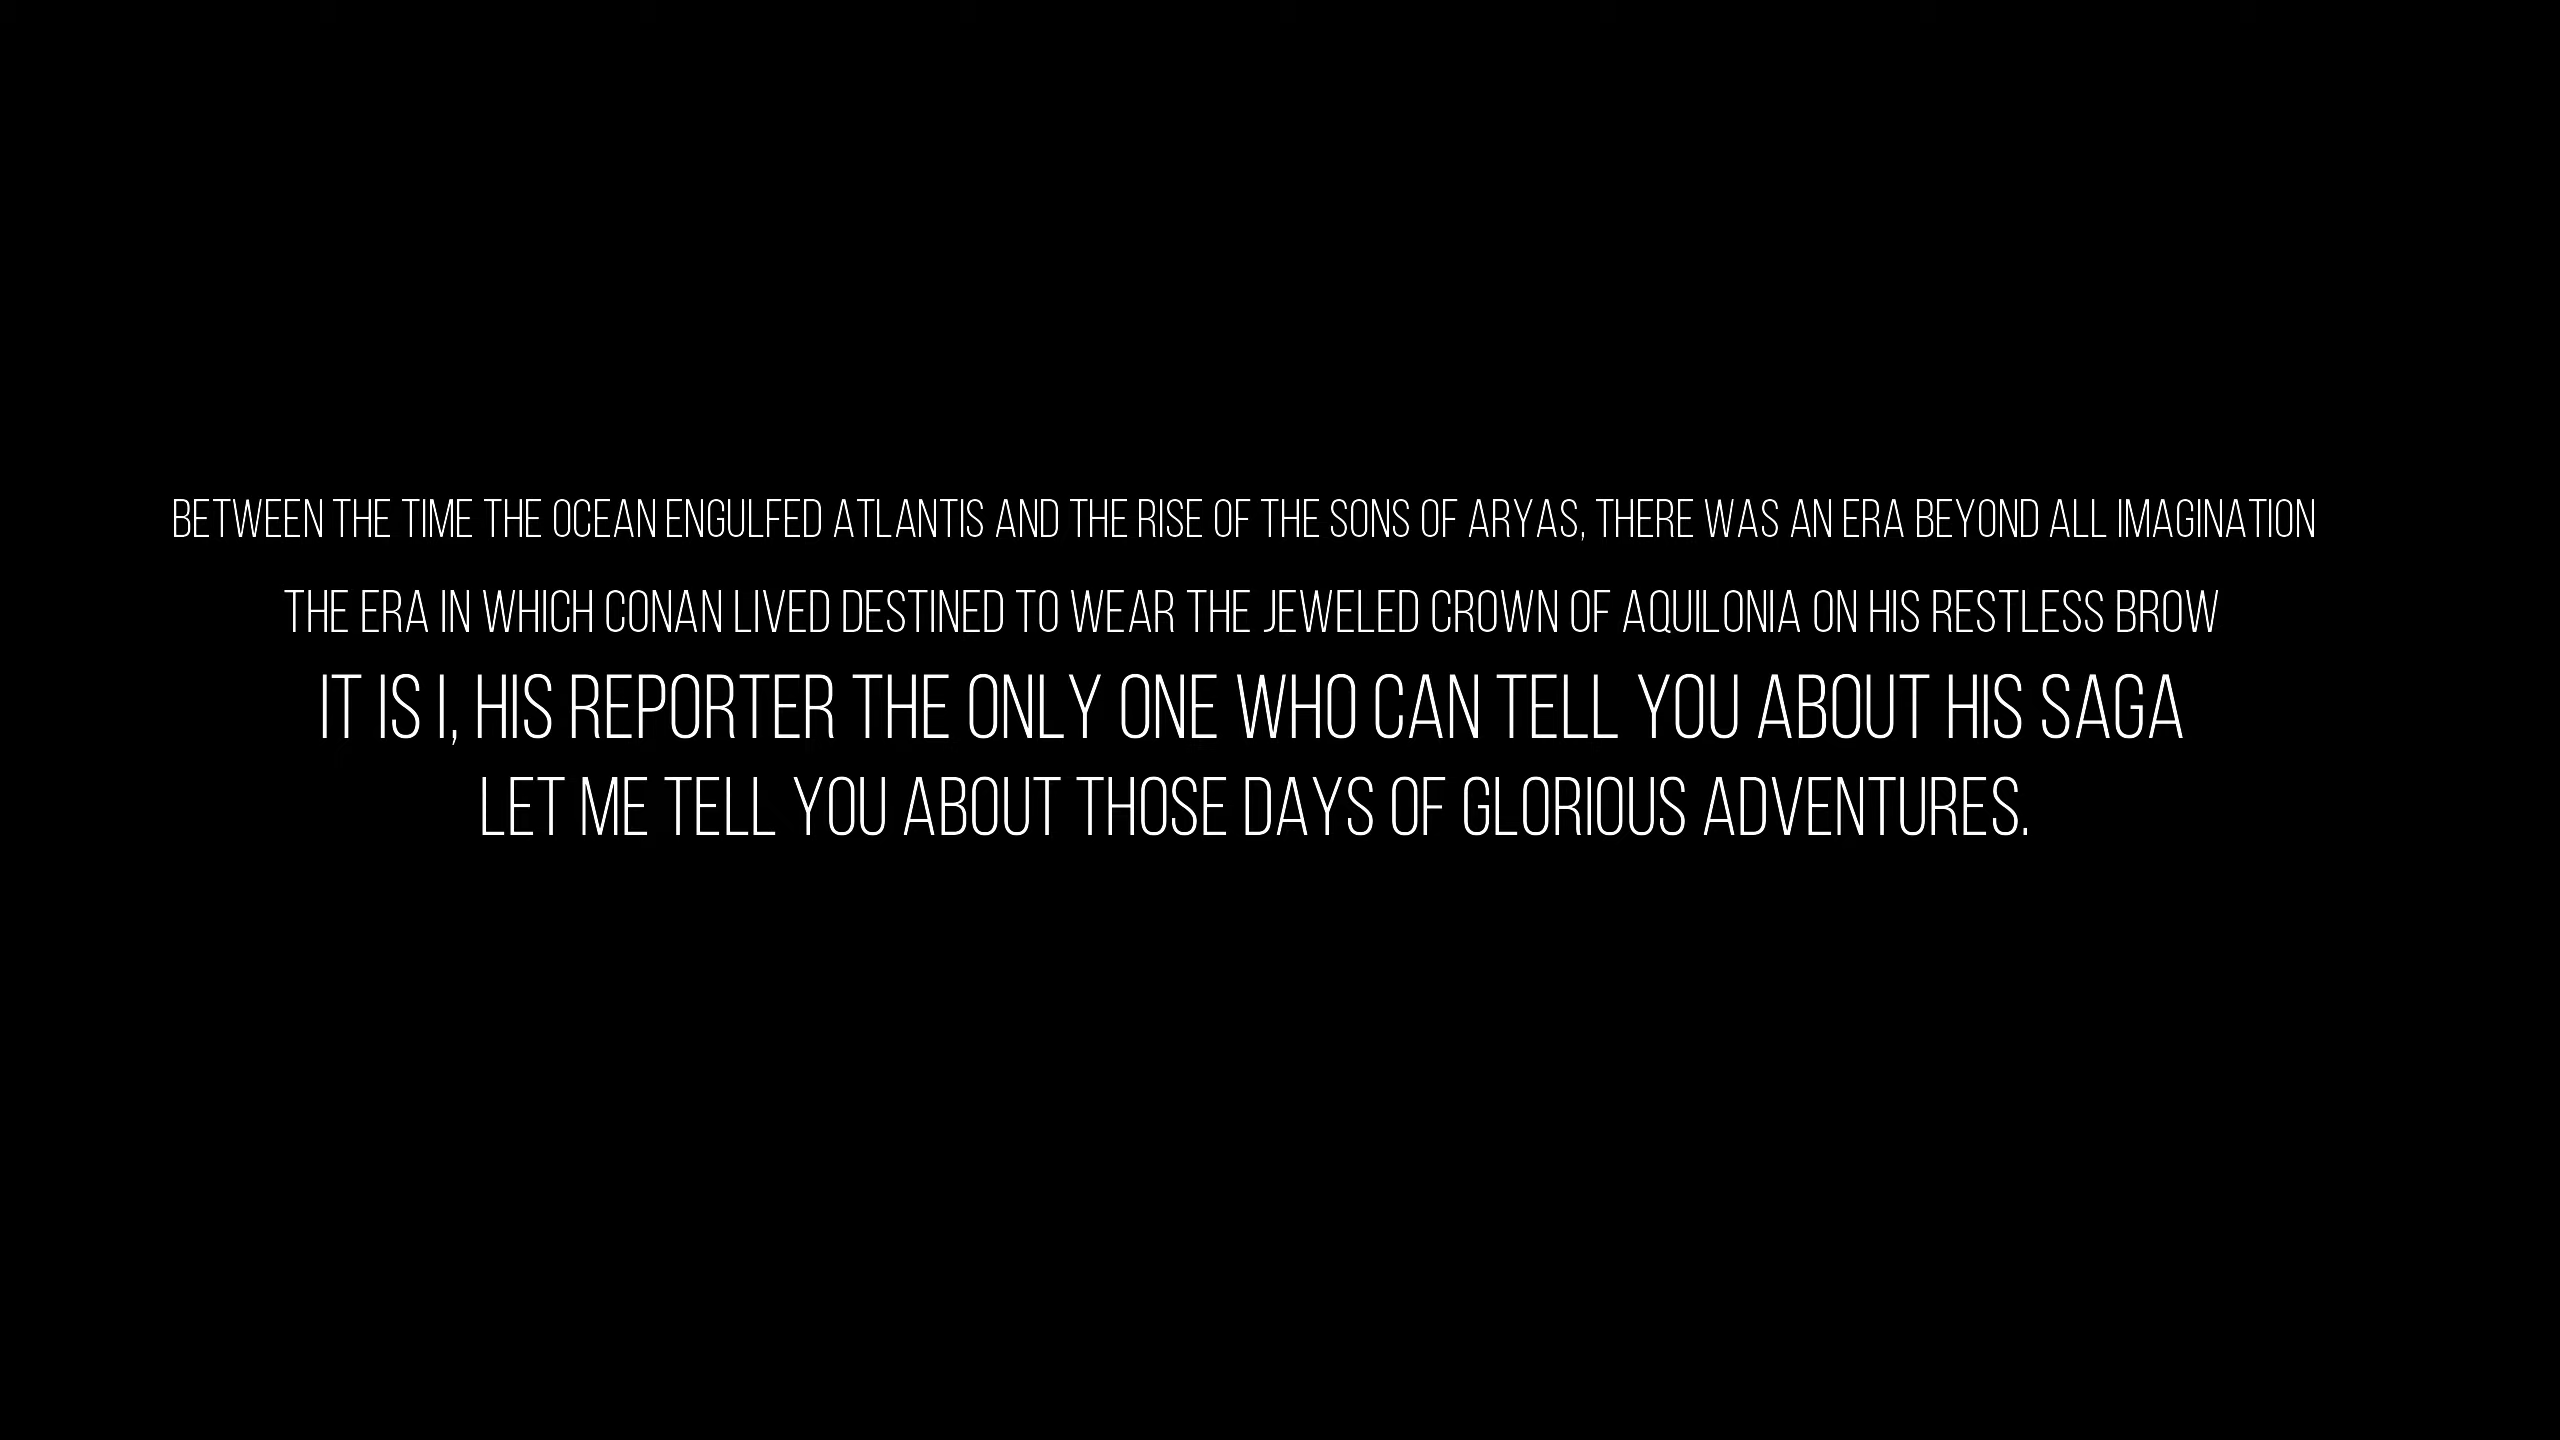 BETWEEN THE TIME THE OCEAN ENGULFED ATLANTIS AND THE RISE OF THE SONS OF ARYAS, THERE WAS AN ERA BEYOND ALL IMAGINATION
THE ERA IN WHICH CONAN LIVED DESTINED TO WEAR THE JEWELED CROWN OF AQUILONIA ON HIS RESTLESS BROW
IT IS I, HIS REPORTER THE ONLY ONE WHO CAN TELL YOU ABOUT HIS SAGA
LET ME TELL YOU ABOUT THOSE DAYS OF GLORIOUS ADVENTURES.